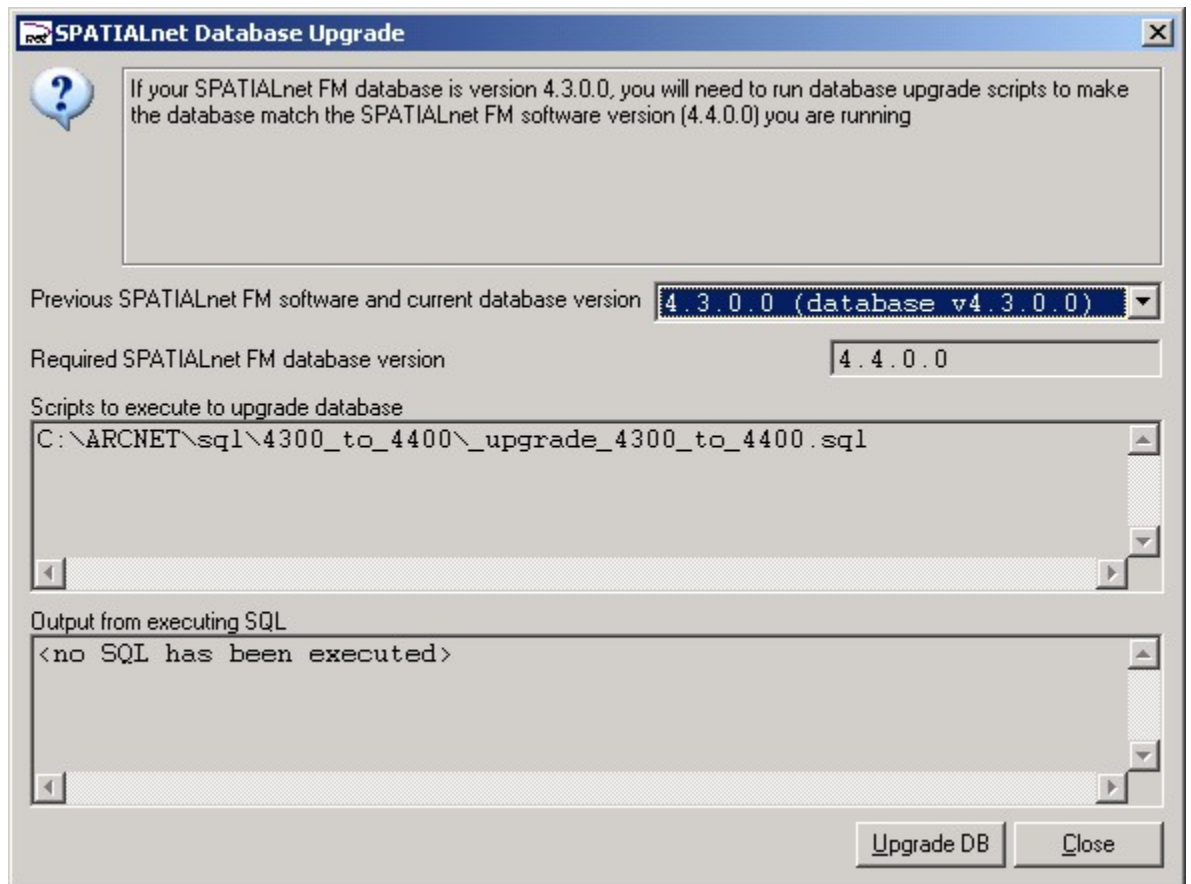 SPATIALnet Database Upgrade
If your SPATIALnet FM database is version 4.3.0.0, you will need to run database upgrade scripts to make
the database match the SPATIALnet FM software version (4.4.0.0) you are running
Previous SPATIALnet FM software and current database version 4.3.0.0 (database v4.3.0.0)
Required SPATIALnet FM database version 4.4.0.0
Scripts to execute to upgrade database
C:\ARCNET\sql\4300_to_4400\_upgrade_4300_to_4400.sql
Output from executing SQL
<no SQL has been executed>
Upgrade DB Close